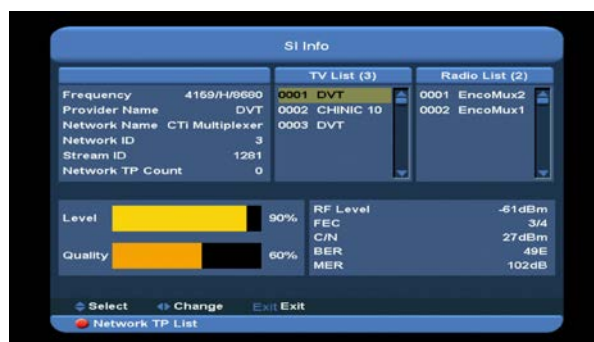 SI Info
TV List (3)
Radio List (2)
Frequency 4159/H/8680
Provider Name DVT
Network Name CTi Multiplexer
Network ID 3
Stream ID 1281
Network TP Count 0
0001 DVT
0002 CHINIC 10
0003 DVT
0001 EncoMux2
0002 EncoMux1
Level 90%
Quality 60%
RF Level -61dBm
FEC 3/4
C/N 27dBm
BER 49E
MER 102dB
Select Change Exit Exit
Network TP List